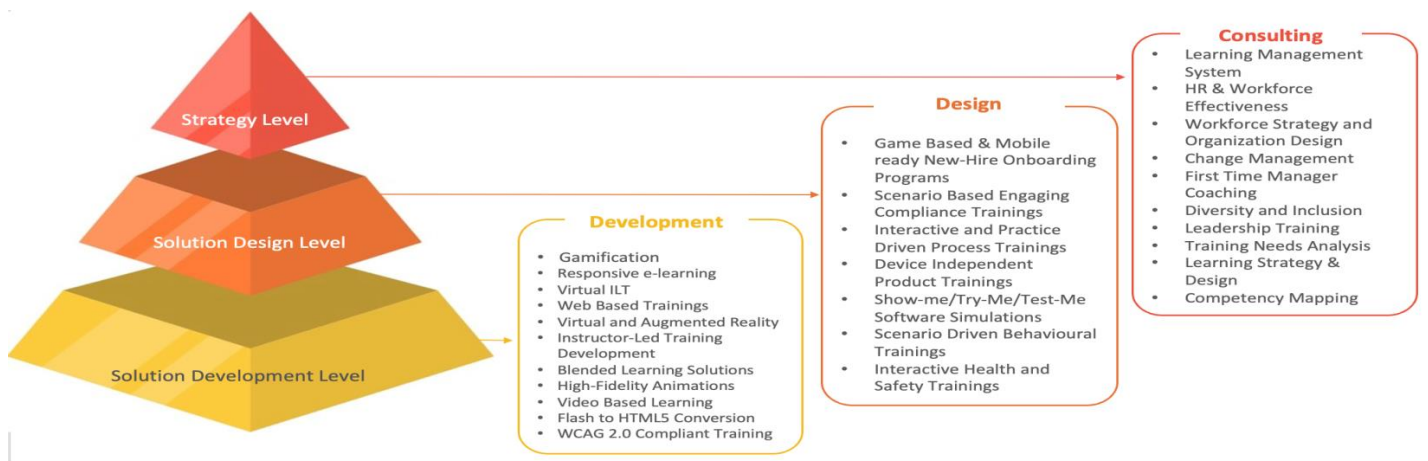 Strategy Level
Solution Design Level
Solution Development Level
Development
• Gamification
• Responsive e-learning
• Virtual ILT
• Web Based Trainings
• Virtual and Augmented Reality
• Instructor-Led Training
Development
• Blended Learning Solutions
• High-Fidelity Animations
• Video Based Learning
• Flash to HTML5 Conversion
• WCAG 2.0 Compliant Training
Design
• Game Based & Mobile
ready New-Hire Onboarding
Programs
• Scenario Based Engaging
Compliance Trainings
• Interactive and Practice
Driven Process Trainings
• Device Independent
Product Trainings
• Show-me/Try-Me/Test-Me
Software Simulations
• Scenario Driven Behavioural
Trainings
• Interactive Health and
Safety Trainings
Consulting
• Learning Management
System
• HR & Workforce
Effectiveness
• Workforce Strategy and
Organization Design
• Change Management
• First Time Manager
Coaching
• Diversity and Inclusion
• Leadership Training
• Training Needs Analysis
• Learning Strategy &
Design
• Competency Mapping